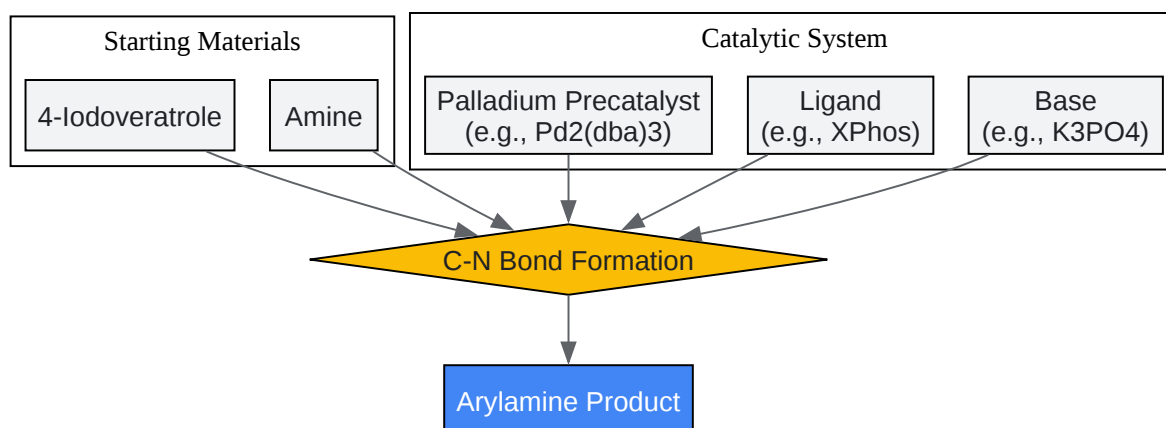 Starting Materials
4-Iodoveratrole
Amine
Catalytic System
Palladium Precatalyst
(e.g., Pd2(dba)3)
Ligand
(e.g., XPhos)
Base
(e.g., K3PO4)
C-N Bond Formation
Arylamine Product